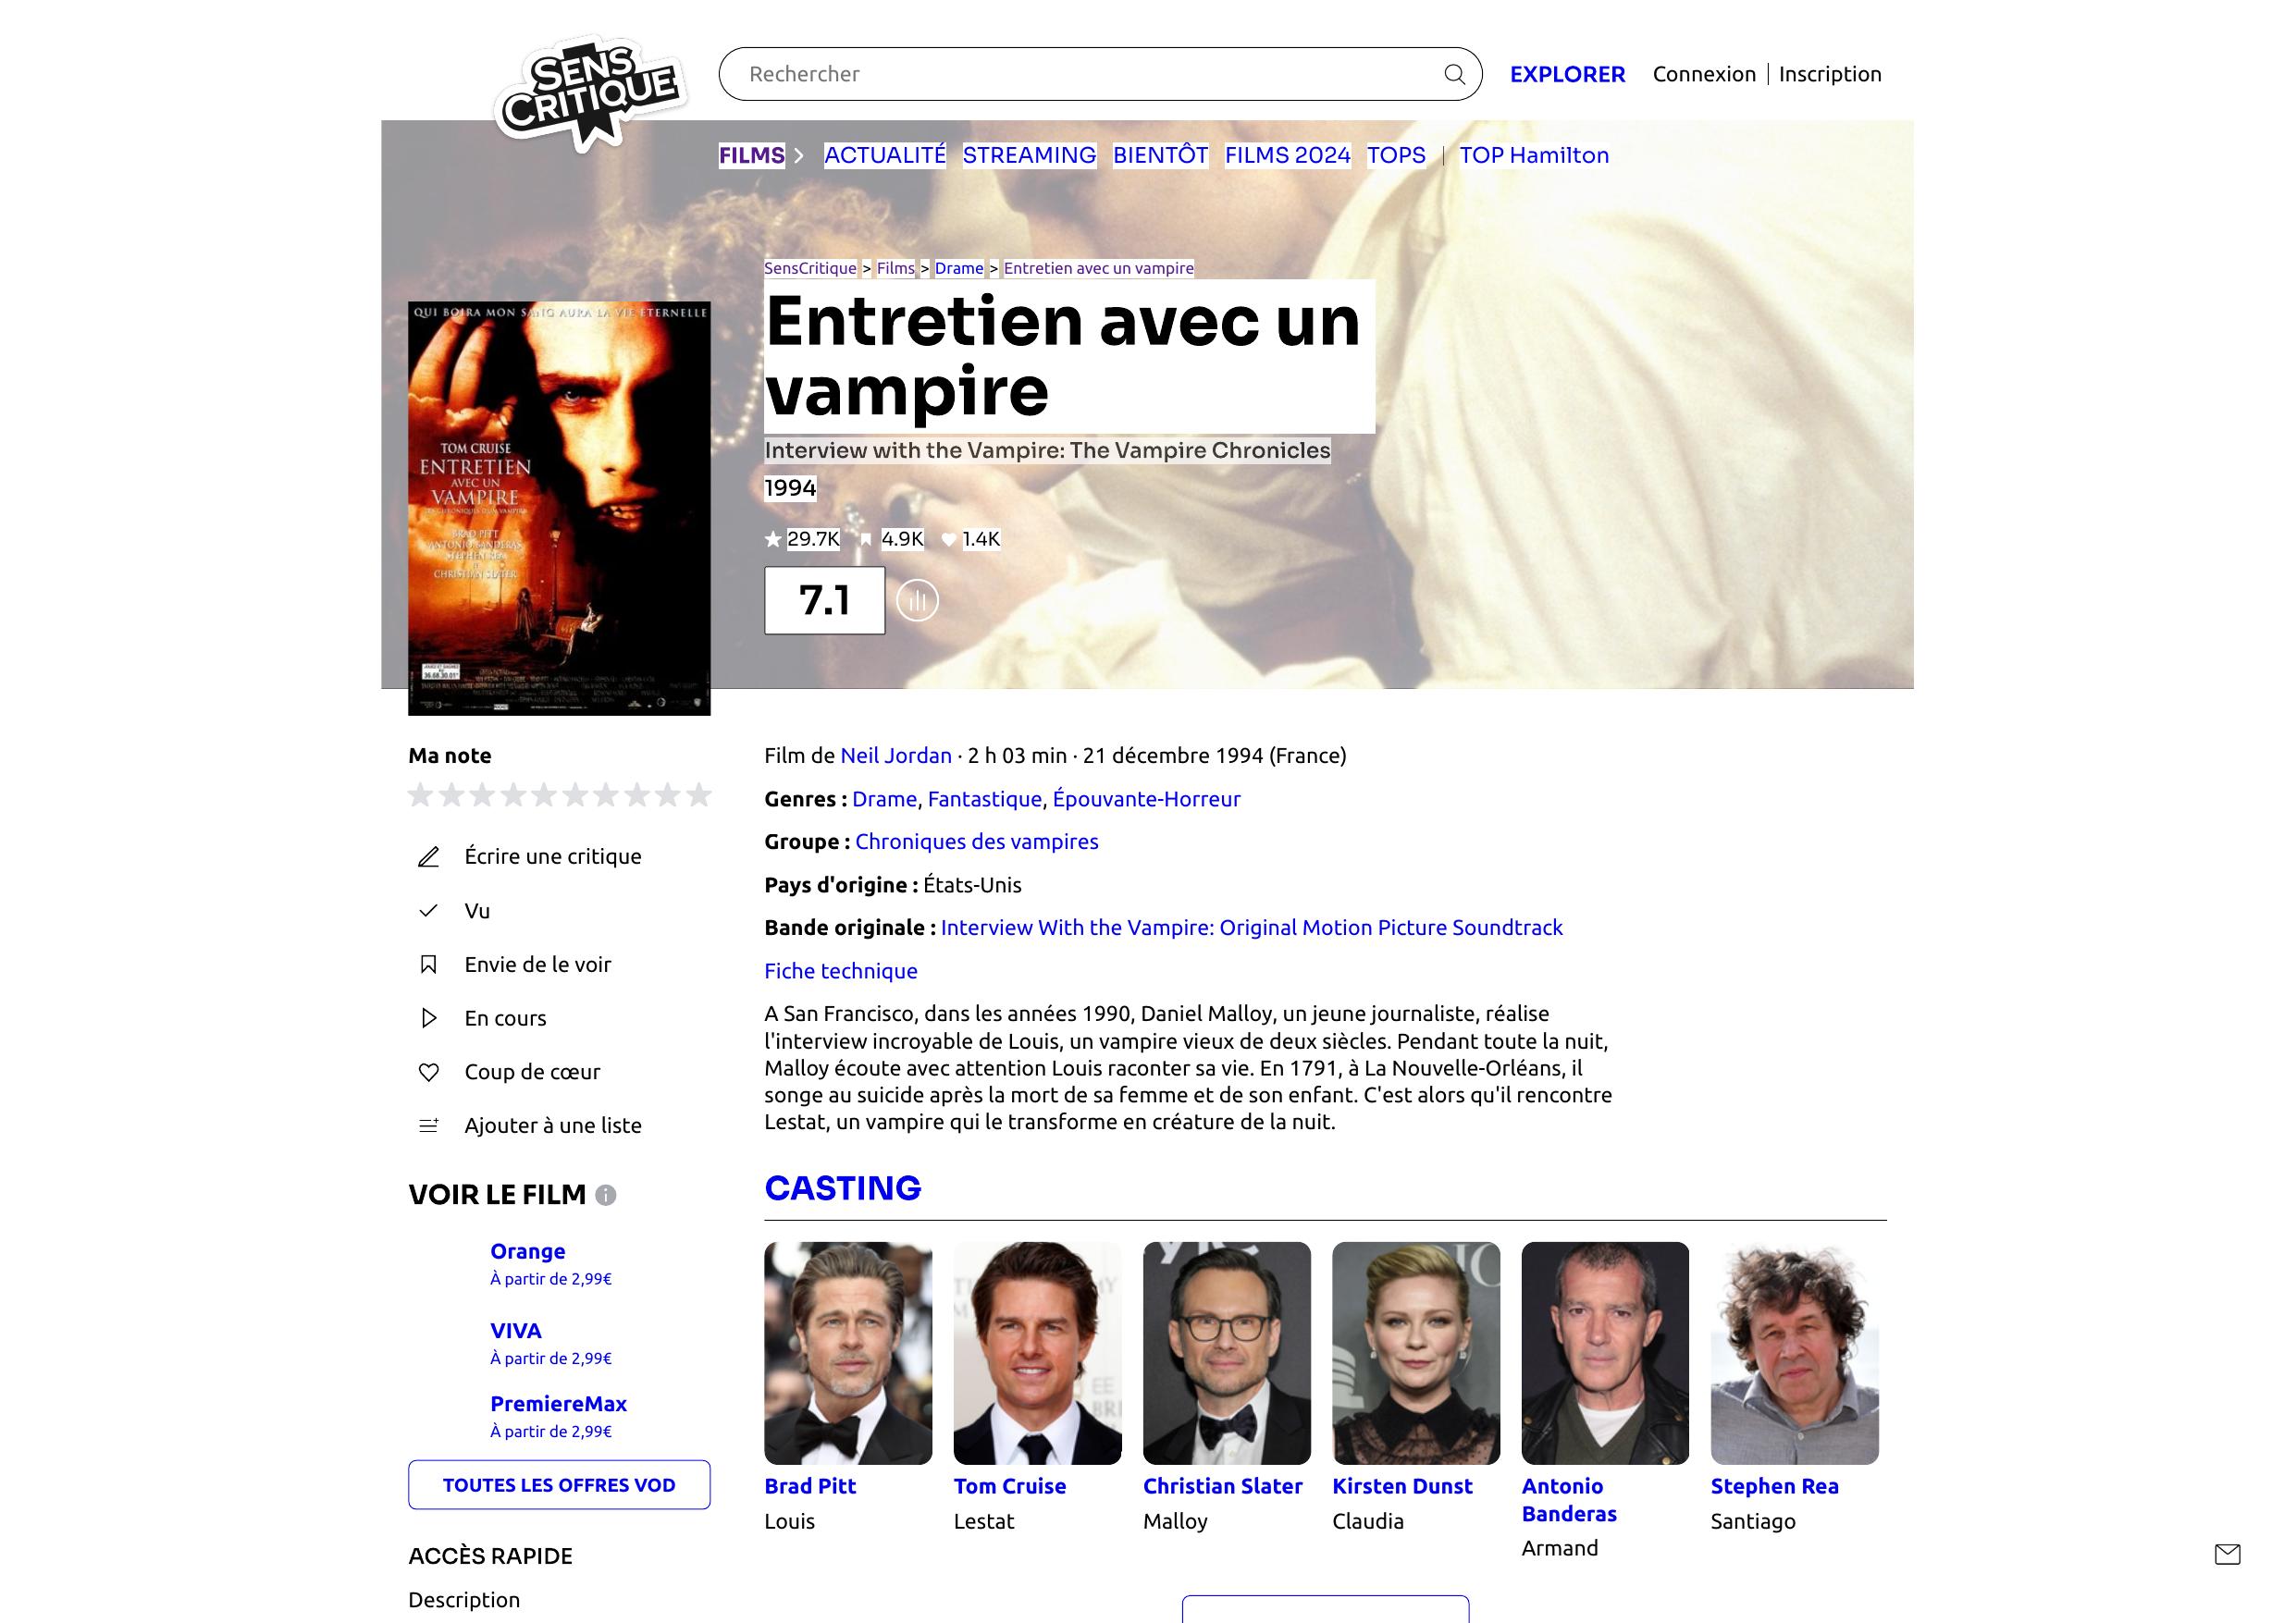 SENS
CRITIQUE
Rechercher
EXPLORER
Connexion
Inscription
FILMS
ACTUALITÉ
STREAMING
BIENTÔT
FILMS 2024
TOPS
TOP Hamilton
SensCritique > Films > Drame > Entretien avec un vampire
Entretien avec un
vampire
Interview with the Vampire: The Vampire Chronicles
1994
29.7K 4.9K 1.4K
7.1
QUI BOIRA MON SANG AURA LA VIE ETERNELLE
TOM CRUISE
ENTRETIEN
AVEC UN
VAMPIRE
BRAD PITT
ANTONIO BANDERAS
STEPHEN REA
CHRISTIAN SLATER
Ma note
Écrire une critique
Vu
Envie de le voir
En cours
Coup de cœur
Ajouter à une liste
VOIR LE FILM
Orange
À partir de 2,99€
VIVA
À partir de 2,99€
PremiereMax
À partir de 2,99€
TOUTES LES OFFRES VOD
ACCÈS RAPIDE
Description
Film de Neil Jordan · 2 h 03 min · 21 décembre 1994 (France)
Genres : Drame, Fantastique, Épouvante-Horreur
Groupe : Chroniques des vampires
Pays d'origine : États-Unis
Bande originale : Interview With the Vampire: Original Motion Picture Soundtrack
Fiche technique
A San Francisco, dans les années 1990, Daniel Malloy, un jeune journaliste, réalise
l'interview incroyable de Louis, un vampire vieux de deux siècles. Pendant toute la nuit,
Malloy écoute avec attention Louis raconter sa vie. En 1791, à La Nouvelle-Orléans, il
songe au suicide après la mort de sa femme et de son enfant. C'est alors qu'il rencontre
Lestat, un vampire qui le transforme en créature de la nuit.
CASTING
Brad Pitt
Louis
Tom Cruise
Lestat
Christian Slater
Malloy
Kirsten Dunst
Claudia
Antonio
Banderas
Armand
Stephen Rea
Santiago